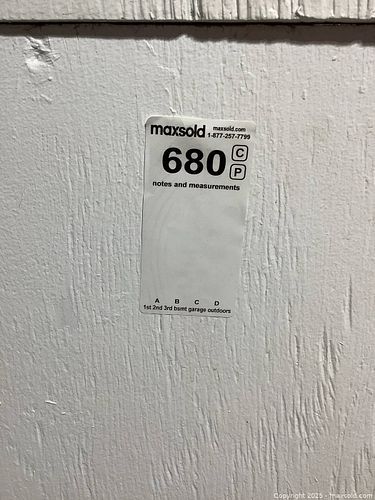 maxsold maxsold.com
1-877-257-7799
680 C
P
notes and measurements
A B C D
1st 2nd 3rd bsmt garage outdoors
Copyright 2025 - maxsold.com